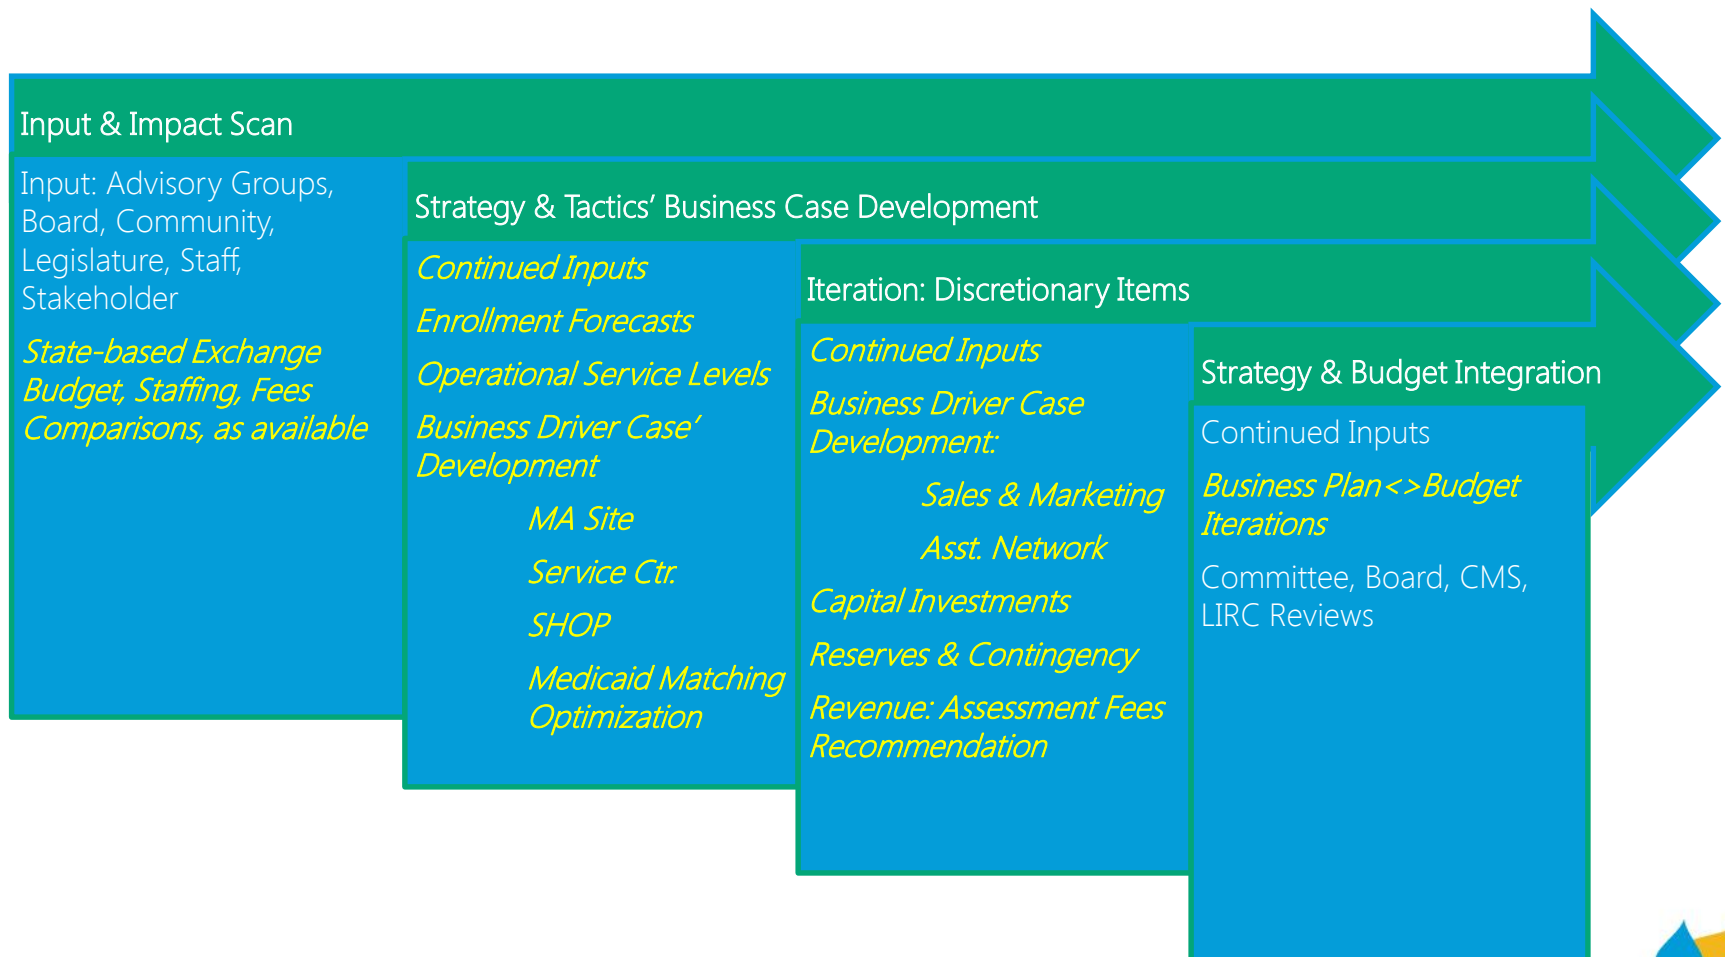 Input & Impact Scan
Input: Advisory Groups,
Board, Community,
Legislature, Staff,
Stakeholder
State-based Exchange
Budget, Staffing, Fees
Comparisons, as available
Strategy & Tactics’ Business Case Development
Continued Inputs
Enrollment Forecasts
Operational Service Levels
Business Driver Case’
Development
MA Site
Service Ctr.
SHOP
Medicaid Matching
Optimization
Iteration: Discretionary Items
Continued Inputs
Business Driver Case
Development:
Sales & Marketing
Asst. Network
Capital Investments
Reserves & Contingency
Revenue: Assessment Fees
Recommendation
Strategy & Budget Integration
Continued Inputs
Business Plan<>Budget
Iterations
Committee, Board, CMS,
LIRC Reviews